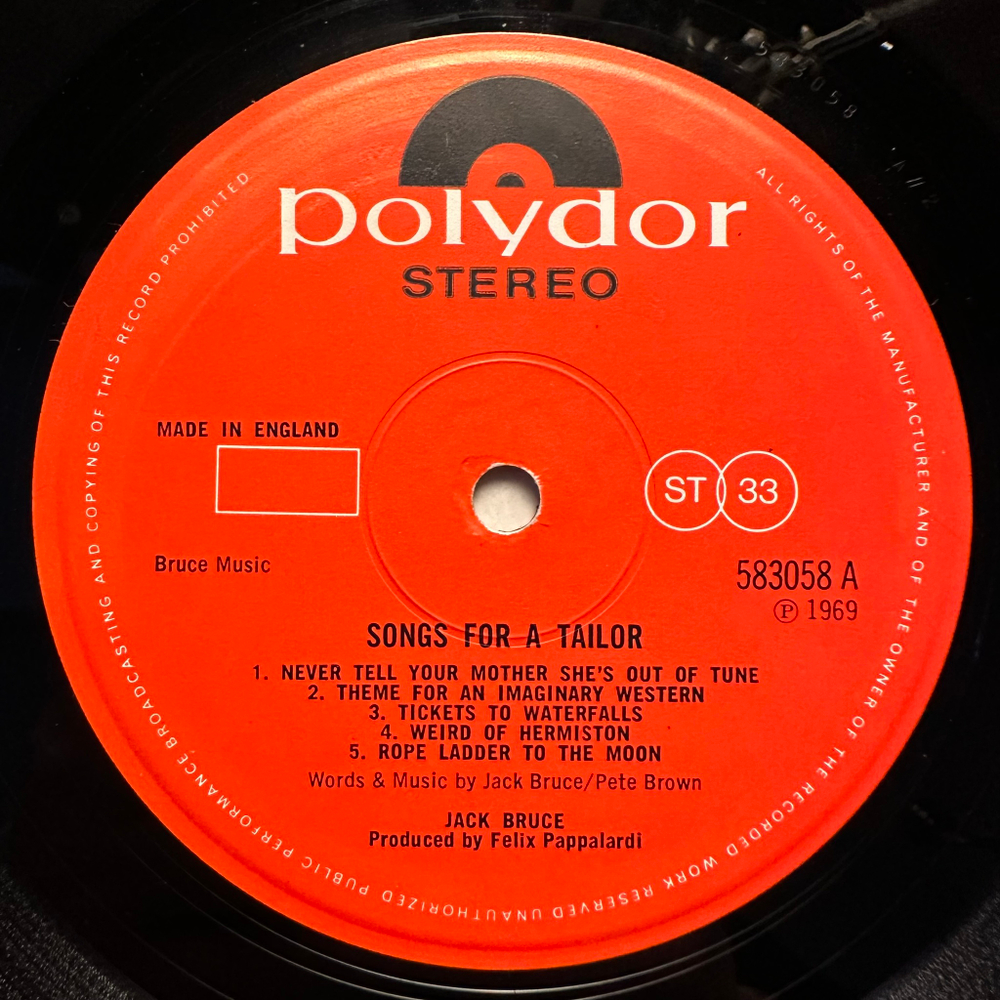 polydor
STEREO
ALL RIGHTS OF THE MANUFACTURER AND OF THE OWNER OF THE RECORDED WORK RESERVED UNAUTHORIZED PUBLIC PERFORMANCE BROADCASTING AND COPYING OF THIS RECORD PROHIBITED
MADE IN ENGLAND
ST 33
Bruce Music
583058 A
℗ 1969
SONGS FOR A TAILOR
1. NEVER TELL YOUR MOTHER SHE'S OUT OF TUNE
2. THEME FOR AN IMAGINARY WESTERN
3. TICKETS TO WATERFALLS
4. WEIRD OF HERMISTON
5. ROPE LADDER TO THE MOON
Words & Music by Jack Bruce/Pete Brown
JACK BRUCE
Produced by Felix Pappalardi